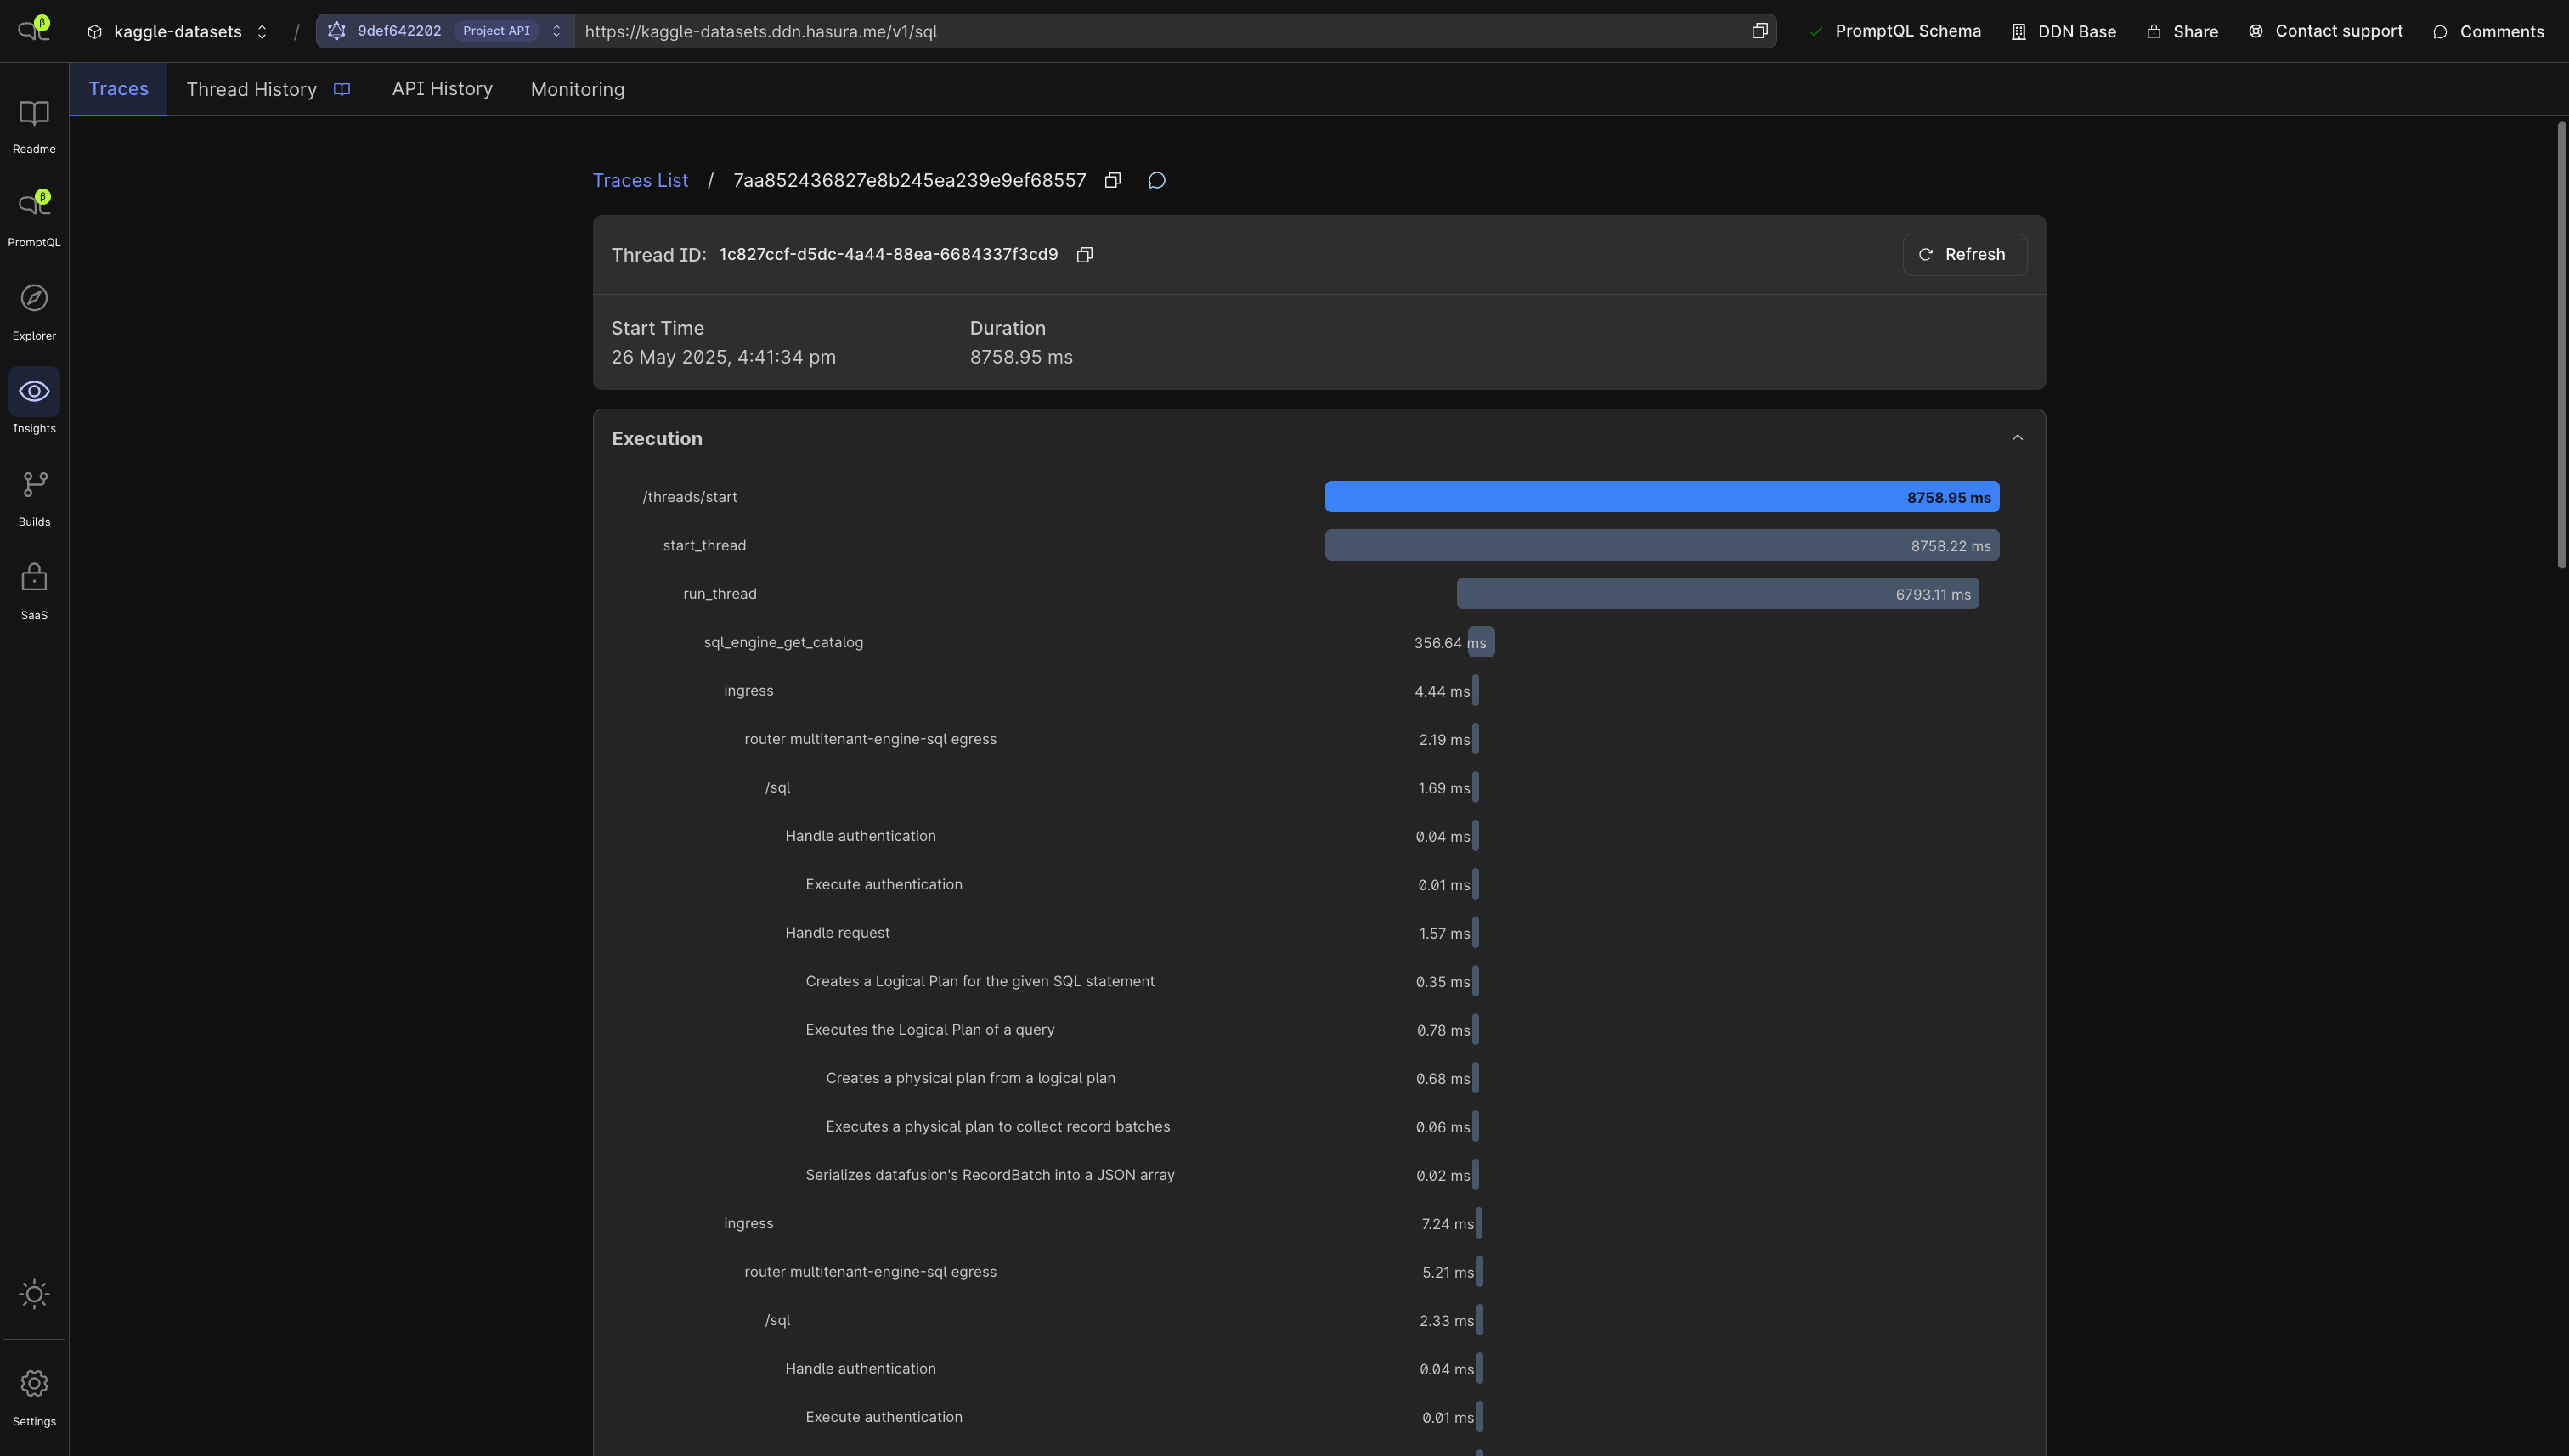 β kaggle-datasets / 9def642202 Project API https://kaggle-datasets.ddn.hasura.me/v1/sql PromptQL Schema DDN Base Share Contact support Comments
Traces Thread History API History Monitoring
Readme
β
PromptQL
Explorer
Insights
Builds
SaaS
Settings
Traces List / 7aa852436827e8b245ea239e9ef68557
Thread ID: 1c827ccf-d5dc-4a44-88ea-6684337f3cd9 Refresh
Start Time Duration
26 May 2025, 4:41:34 pm 8758.95 ms
Execution
/threads/start 8758.95 ms
start_thread 8758.22 ms
run_thread 6793.11 ms
sql_engine_get_catalog 356.64 ms
ingress 4.44 ms
router multitenant-engine-sql egress 2.19 ms
/sql 1.69 ms
Handle authentication 0.04 ms
Execute authentication 0.01 ms
Handle request 1.57 ms
Creates a Logical Plan for the given SQL statement 0.35 ms
Executes the Logical Plan of a query 0.78 ms
Creates a physical plan from a logical plan 0.68 ms
Executes a physical plan to collect record batches 0.06 ms
Serializes datafusion's RecordBatch into a JSON array 0.02 ms
ingress 7.24 ms
router multitenant-engine-sql egress 5.21 ms
/sql 2.33 ms
Handle authentication 0.04 ms
Execute authentication 0.01 ms